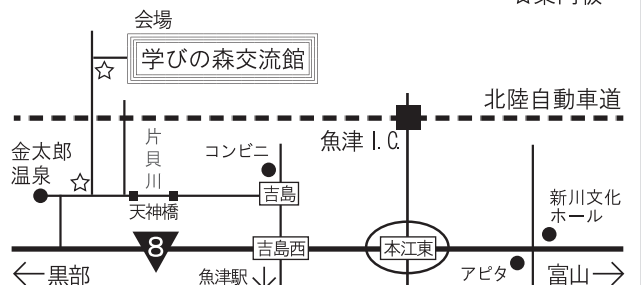 会場
学びの森交流館
北陸自動車道
魚津 I.C.
片貝川
コンビニ
金太郎
温泉
吉島
天神橋
新川文化
ホール
8
吉島西
本江東
アピタ
黒部
魚津駅
富山